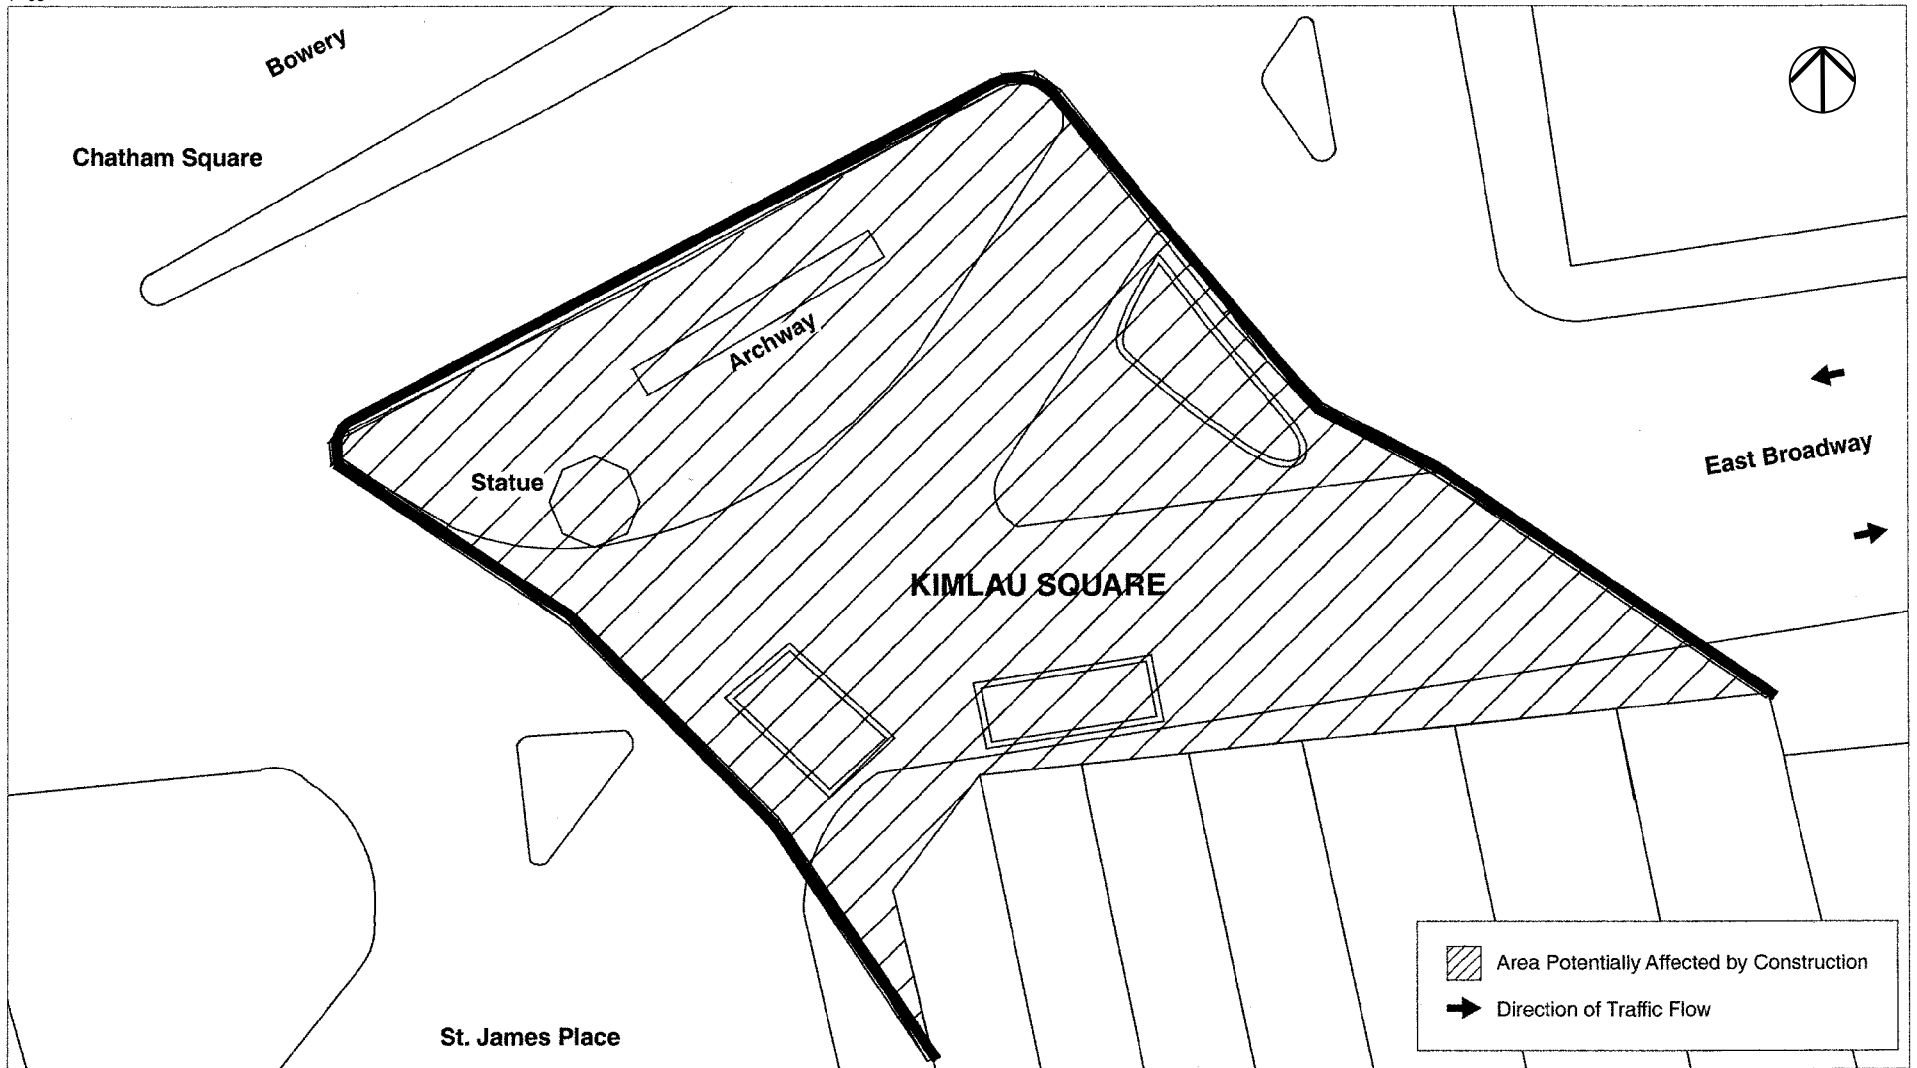 Bowery
Chatham Square
Archway
Statue
East Broadway
KIMLAU SQUARE
Area Potentially Affected by Construction
Direction of Traffic Flow
St. James Place